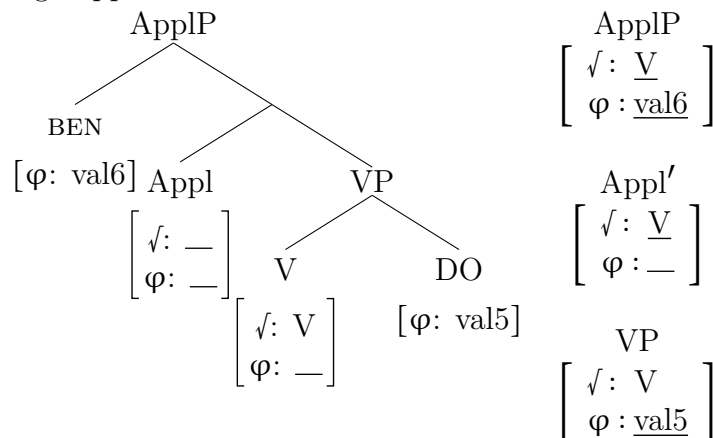 ApplP
BEN
[φ: val6]
Appl
[√: __
φ: __]
VP
V
[√: V
φ: __]
DO
[φ: val5]
ApplP
[√: V
φ: val6]
Appl′
[√: V
φ: __]
VP
[√: V
φ: val5]